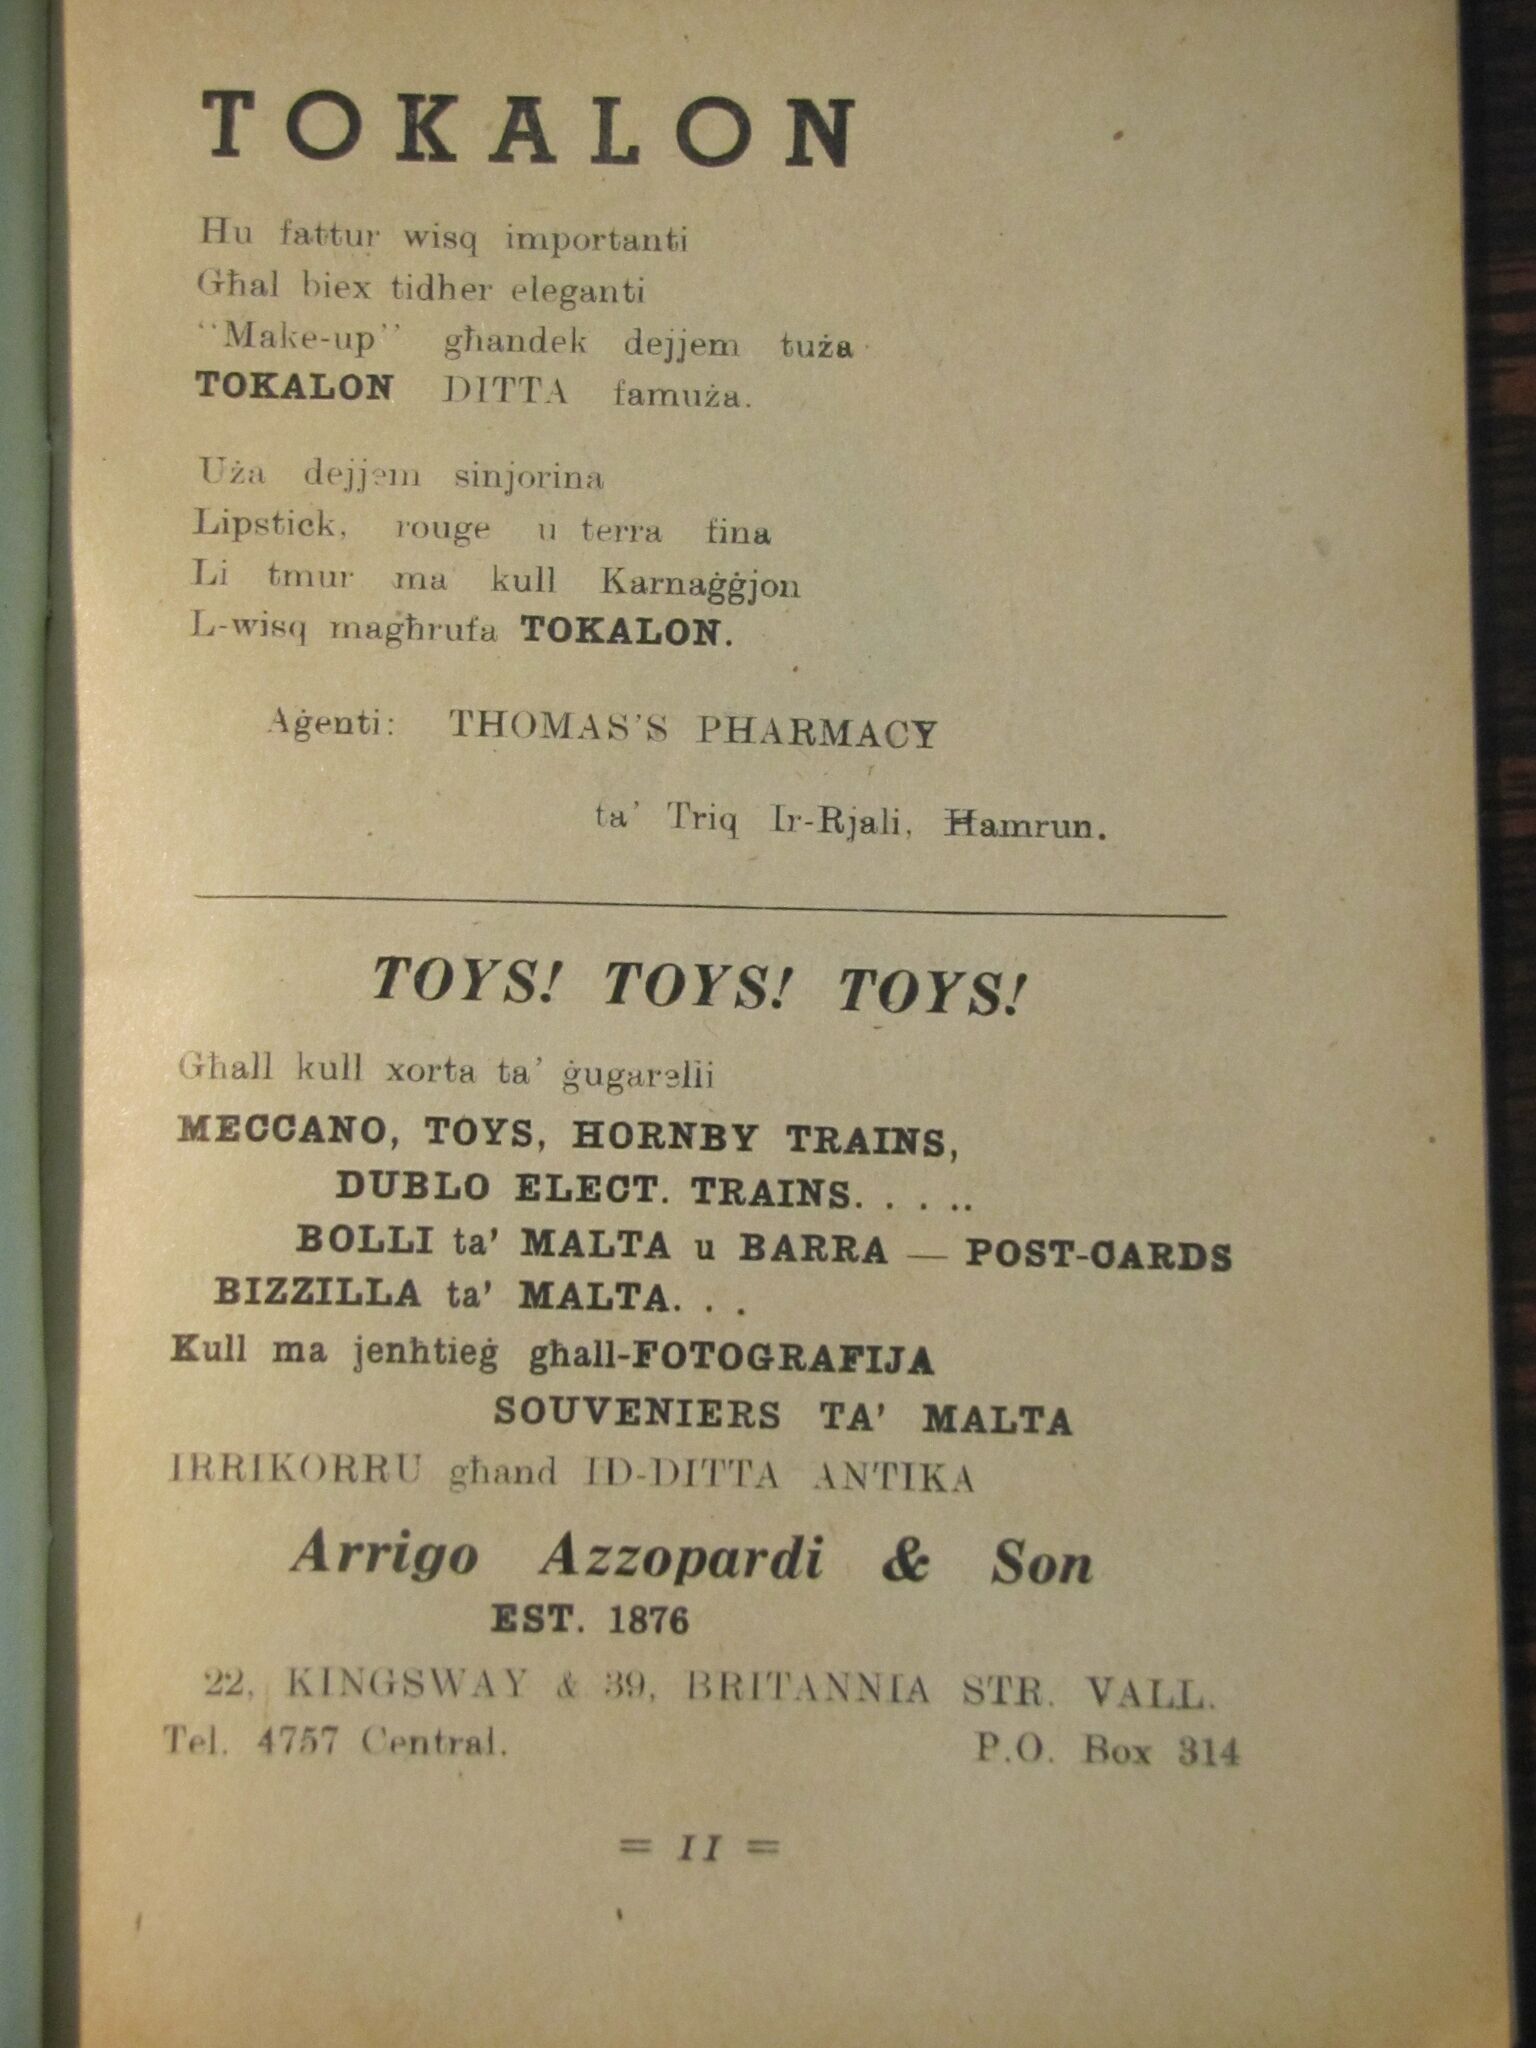 TOKALON
Hu fattur wisq importanti
Għal biex tidher eleganti
"Make-up" għandek dejjem tuża
TOKALON DITTA famuża.
Uża dejjem sinjorina
Lipstick, rouge u terra fina
Li tmur ma kull Karnaġġjon
L-wisq magħrufa TOKALON.
Aġenti: THOMAS'S PHARMACY
ta' Triq Ir-Rjali, Ħamrun.
TOYS! TOYS! TOYS!
Għall kull xorta ta' ġugarelli
MECCANO, TOYS, HORNBY TRAINS,
DUBLO ELECT. TRAINS. . . . .
BOLLI ta' MALTA u BARRA — POST-CARDS
BIZZILLA ta' MALTA. . .
Kull ma jenħtieġ għall-FOTOGRAFIJA
SOUVENIERS TA' MALTA
IRRIKORRU għand ID-DITTA ANTIKA
Arrigo Azzopardi & Son
EST. 1876
22, KINGSWAY & 39, BRITANNIA STR. VALL.
Tel. 4757 Central. P.O. Box 314
= II =